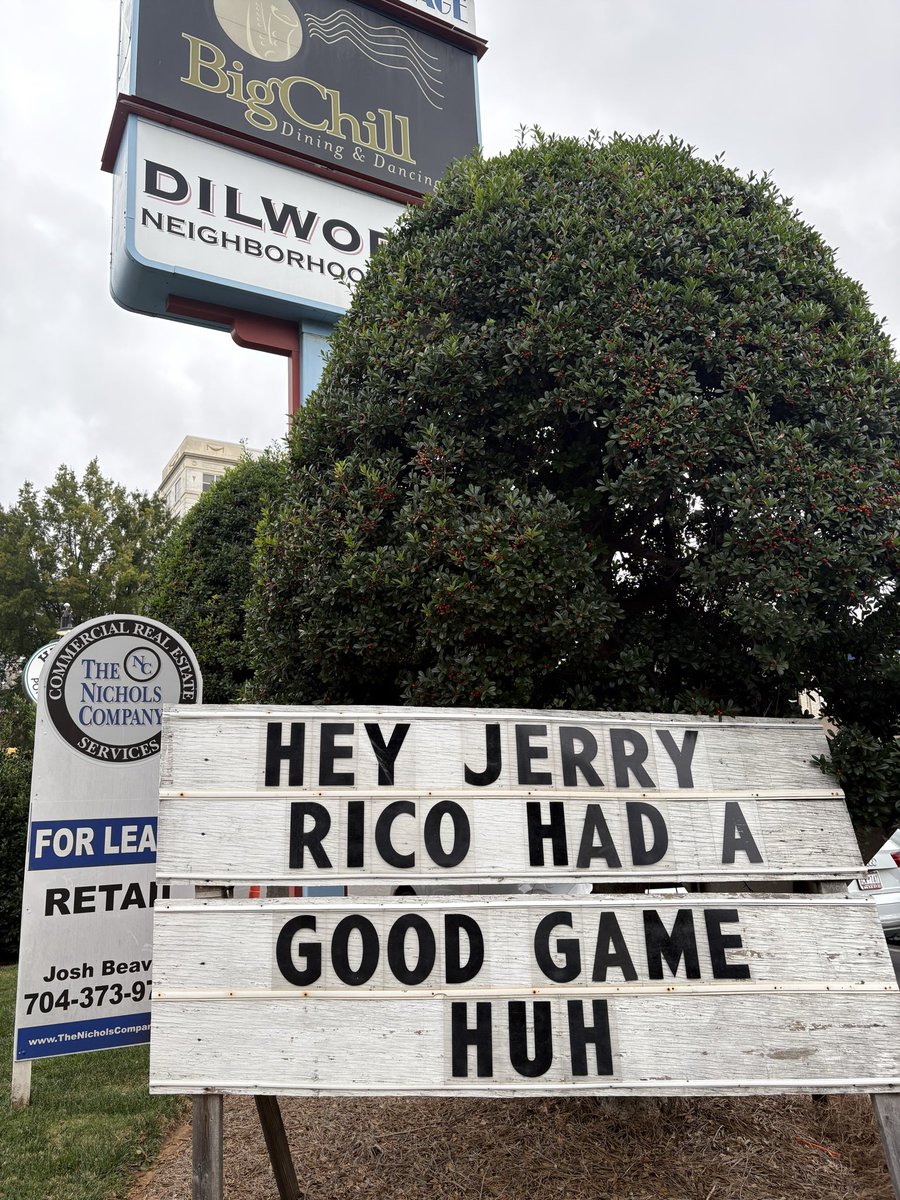 BigChill
Dining & Dancing
DILWO
NEIGHBORHOO
COMMERCIAL REAL ESTATE
NC
THE
NICHOLS
COMPANY
SERVICES
FOR LEA
RETAI
Josh Beav
704-373-97
www.TheNicholsCompan
HEY JERRY
RICO HAD A
GOOD GAME
HUH